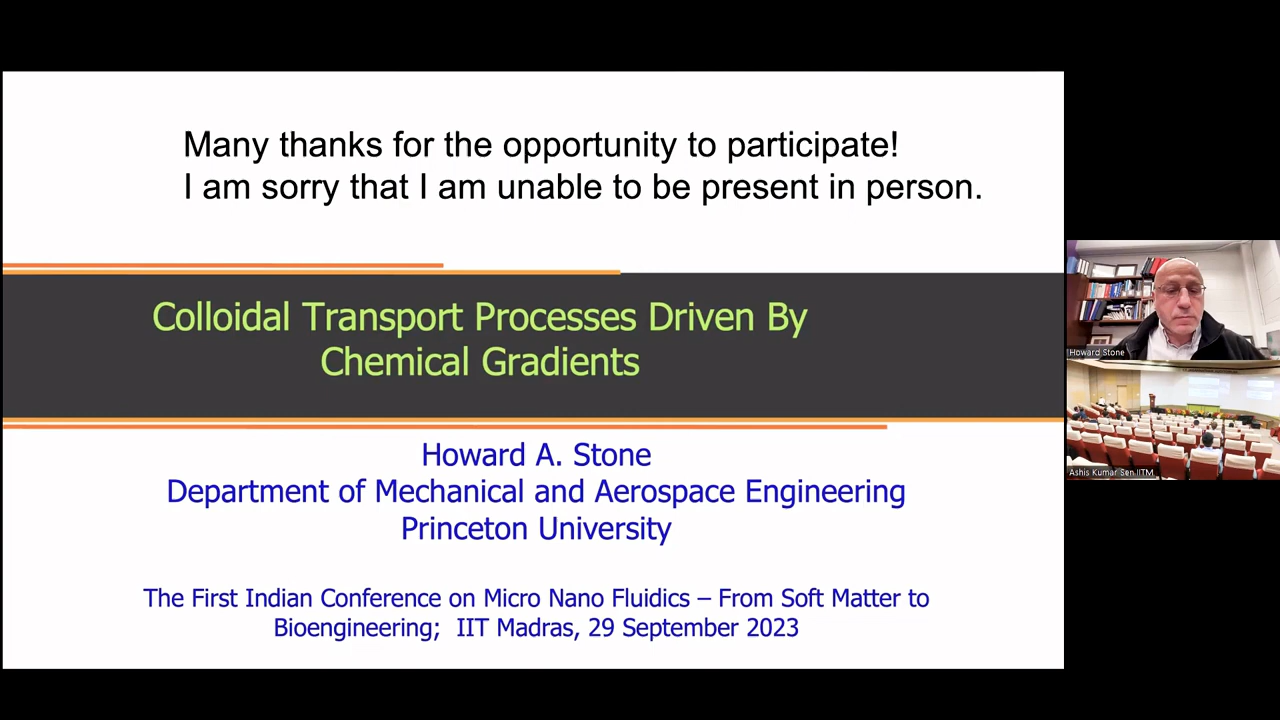 Many thanks for the opportunity to participate!
I am sorry that I am unable to be present in person.
Colloidal Transport Processes Driven By
Chemical Gradients
Howard A. Stone
Department of Mechanical and Aerospace Engineering
Princeton University
The First Indian Conference on Micro Nano Fluidics – From Soft Matter to
Bioengineering; IIT Madras, 29 September 2023
Howard Stone
Ashis Kumar Sen IITM